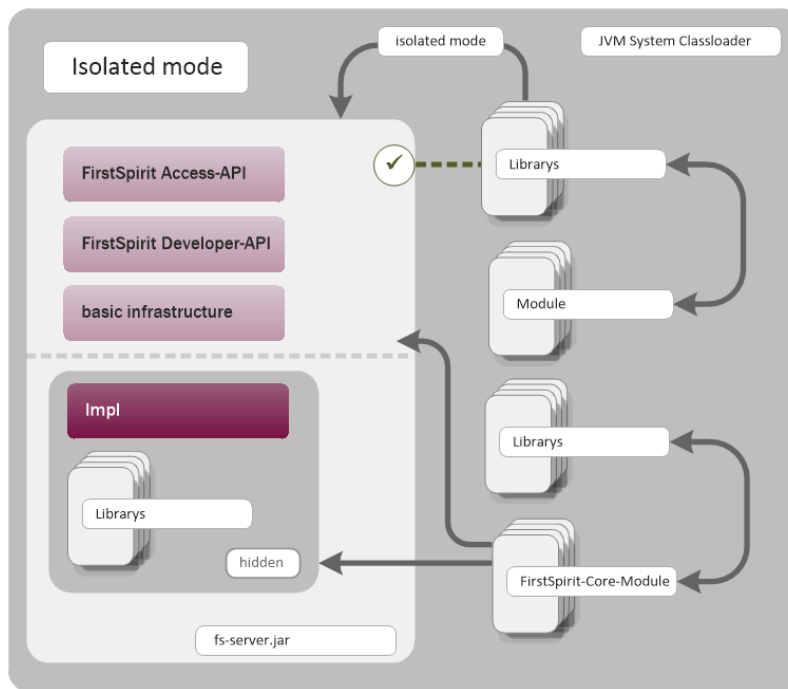 isolated mode
JVM System Classloader
Isolated mode
FirstSpirit Access-API
Librarys
FirstSpirit Developer-API
basic infrastructure
Module
Impl
Librarys
Librarys
hidden
FirstSpirit-Core-Module
fs-server.jar